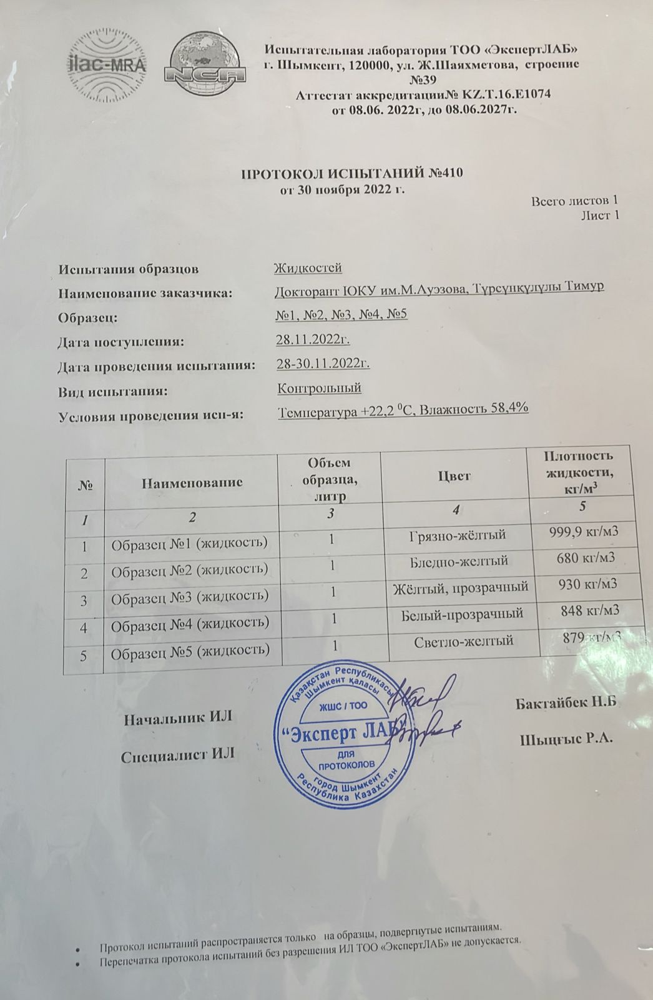 ilac-MRA
NCA
Испытательная лаборатория ТОО «ЭкспертЛАБ»
г. Шымкент, 120000, ул. Ж.Шаяхметова, строение
№39
Аттестат аккредитации№ KZ.T.16.E1074
от 08.06. 2022г, до 08.06.2027г.
ПРОТОКОЛ ИСПЫТАНИЙ №410
от 30 ноября 2022 г.
Всего листов 1
Лист 1
Испытания образцов Жидкостей
Наименование заказчика: Докторант ЮКУ им.М.Ауэзова, Тұрсұнқұлұлы Тимур
Образец: №1, №2, №3, №4, №5
Дата поступления: 28.11.2022г.
Дата проведения испытания: 28-30.11.2022г.
Вид испытания: Контрольный
Условия проведения исп-я: Температура +22,2 ⁰С, Влажность 58,4%
№ Наименование Объем образца, литр Цвет Плотность жидкости, кг/м³
1 2 3 4 5
1 Образец №1 (жидкость) 1 Грязно-жёлтый 999,9 кг/м3
2 Образец №2 (жидкость) 1 Бледно-желтый 680 кг/м3
3 Образец №3 (жидкость) 1 Жёлтый, прозрачный 930 кг/м3
4 Образец №4 (жидкость) 1 Белый-прозрачный 848 кг/м3
5 Образец №5 (жидкость) 1 Светло-желтый 879 кг/м3
Начальник ИЛ Бактайбек Н.Б
Специалист ИЛ Шыңғыс Р.А.
Қазақстан Республикасы
Шымкент қаласы
ЖШС / ТОО
"Эксперт ЛАБ"
ДЛЯ
ПРОТОКОЛОВ
город Шымкент
Республика Казахстан
• Протокол испытаний распространяется только на образцы, подвергнутые испытаниям.
• Перепечатка протокола испытаний без разрешения ИЛ ТОО «ЭкспертЛАБ» не допускается.